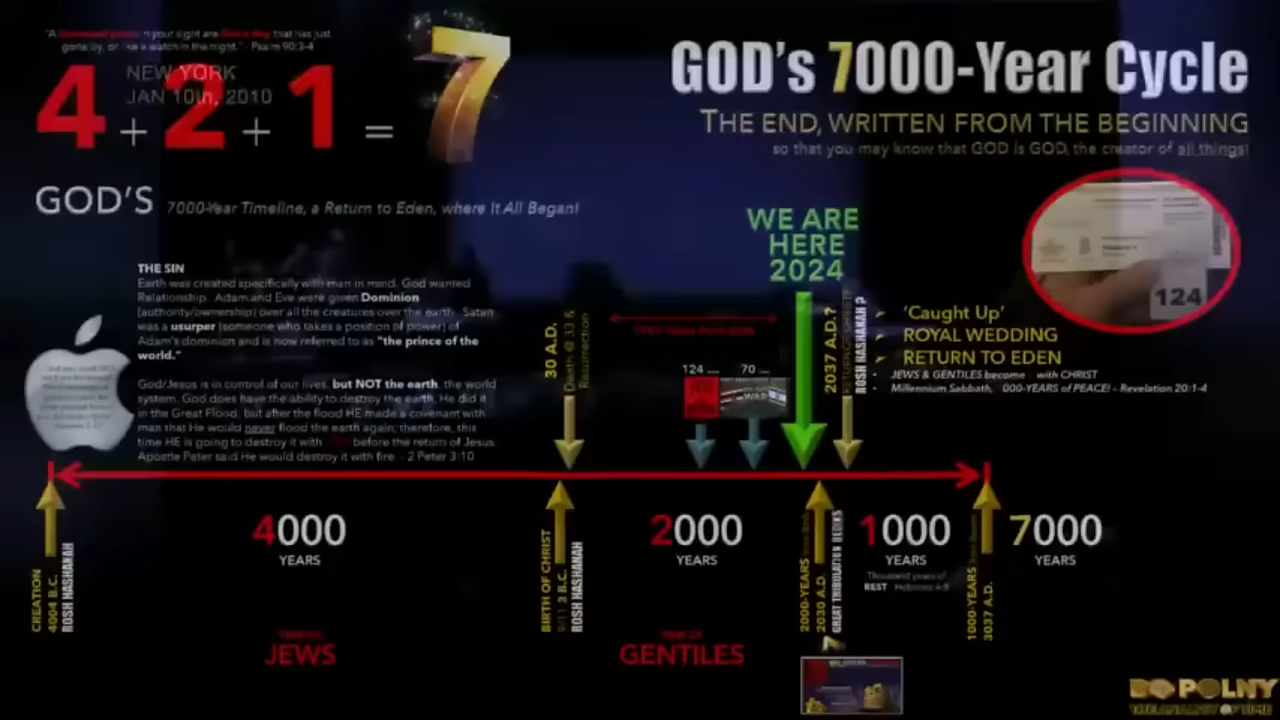 "A thousand years in your sight are like a day that has just
gone by, or like a watch in the night." - Psalm 90:3-4
NEW YORK
JAN 10th, 2010
4 + 2 + 1 = 7
GOD's 7000-Year Cycle
THE END, WRITTEN FROM THE BEGINNING
so that you may know that GOD is GOD, the creator of all things!
GOD'S 7000-Year Timeline, a Return to Eden, where It All Began!
WE ARE
HERE
2024
124
THE SIN
Earth was created specifically with man in mind. God wanted
Relationship. Adam and Eve were given Dominion
(authority/ownership) over all the creatures over the earth. Satan
was a usurper (someone who takes a position of power) of
Adam's dominion and is now referred to as "the prince of the
world."
God/Jesus is in control of our lives, but NOT the earth, the world
system. God does have the ability to destroy the earth, He did it
in the Great Flood, but after the flood HE made a covenant with
man that He would never flood the earth again; therefore, this
time HE is going to destroy it with before the return of Jesus.
Apostle Peter said He would destroy it with fire - 2 Peter 3:10
30 A.D.
Death @ 33 &
Resurrection
124
70
WAR
2037 A.D.?
ROSH HASHANAH ?
'Caught Up'
ROYAL WEDDING
RETURN TO EDEN
JEWS & GENTILES become with CHRIST
Millennium Sabbath, 000-YEARS of PEACE! - Revelation 20:1-4
CREATION
4004 B.C.
ROSH HASHANAH
4000
YEARS
BIRTH OF CHRIST
3 B.C.
ROSH HASHANAH
2000
YEARS
2000-YEARS
2030 A.D.
GREAT TRIBULATION BEGINS
1000
YEARS
Thousand years of
REST Hebrews 4:8
1000-YEARS
3037 A.D.
7000
YEARS
JEWS
GENTILES
BO POLNY
THE ANALYST OF TIME